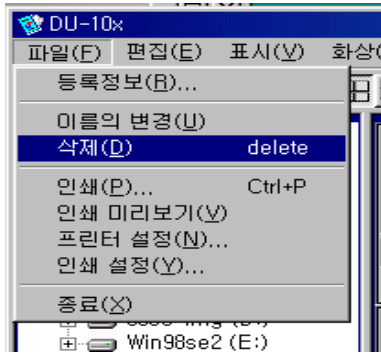 DU-10x
파일(F) 편집(E) 표시(V) 화상(
등록정보(R)...
이름의 변경(U)
삭제(D) delete
인쇄(P)... Ctrl+P
인쇄 미리보기(V)
프린터 설정(N)...
인쇄 설정(Y)...
종료(X)
Win98se2 (E:)